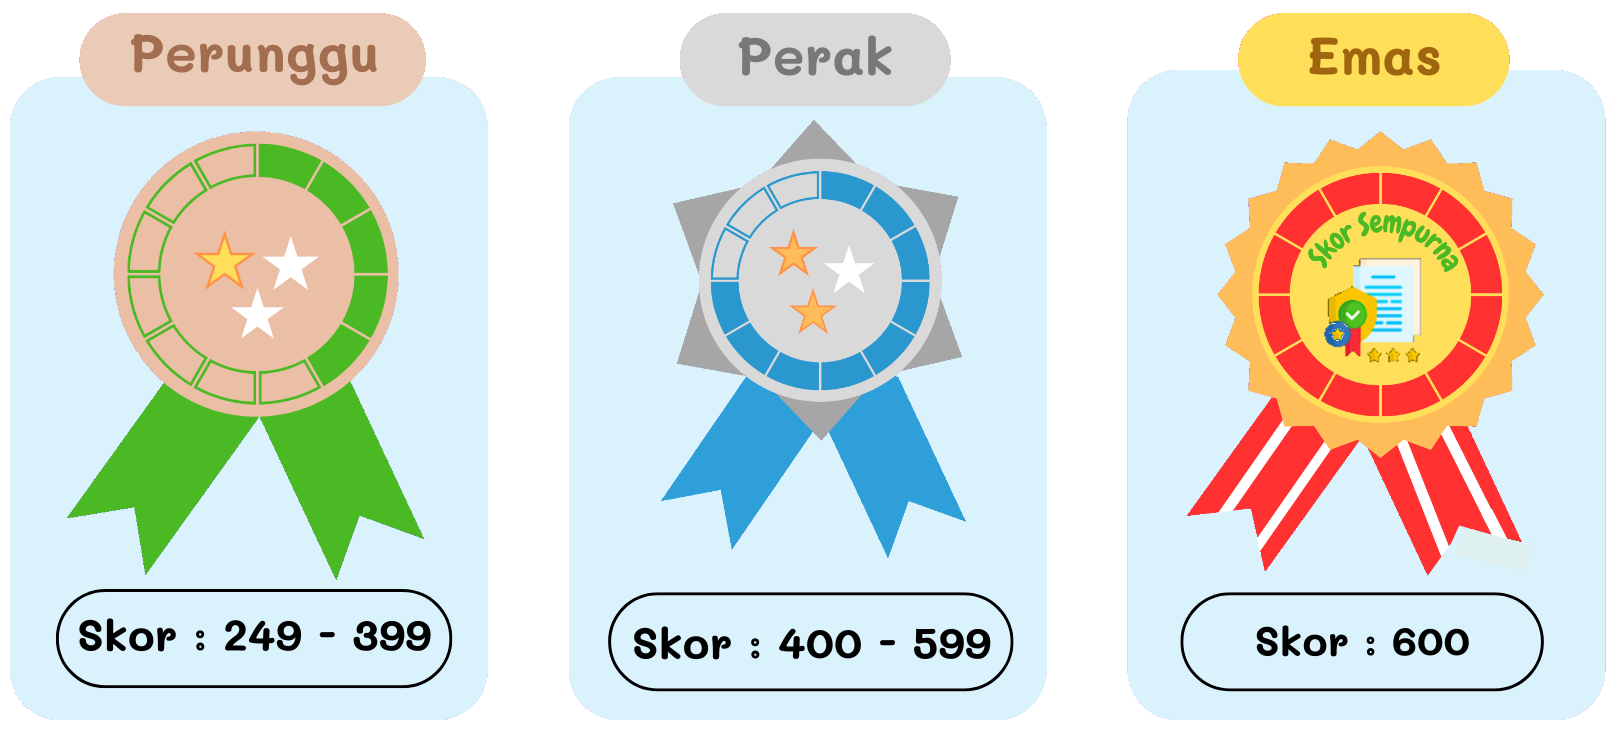 Perunggu
Perak
Emas
Skor Sempurna
Skor : 249 - 399
Skor : 400 - 599
Skor : 600